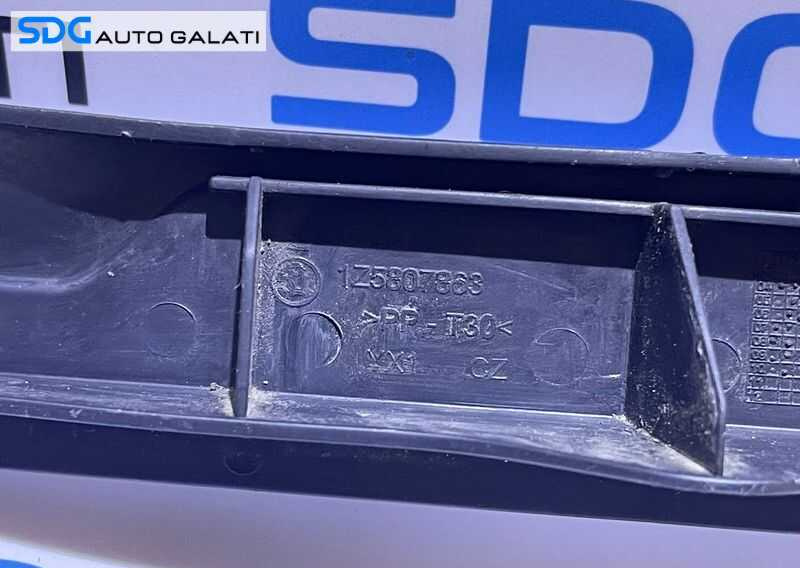 SDG AUTO GALATI
SDG
1Z5807863
>PP-T30<
CZ